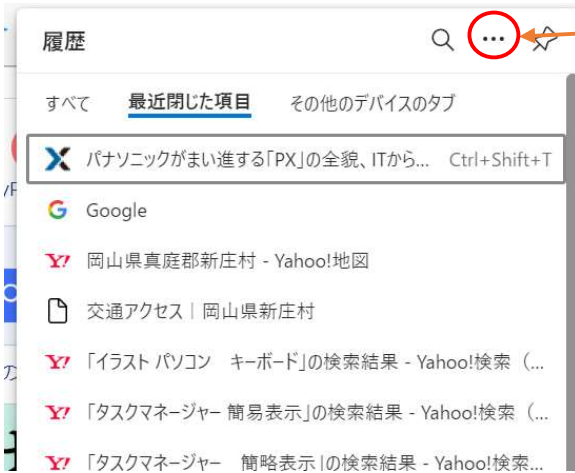 履歴
すべて 最近閉じた項目 その他のデバイスのタブ
パナソニックがまい進する「PX」の全貌、ITから... Ctrl+Shift+T
Google
岡山県真庭郡新庄村 - Yahoo!地図
交通アクセス｜岡山県新庄村
「イラスト パソコン　キーボード」の検索結果 - Yahoo!検索（...
「タスクマネージャー 簡易表示」の検索結果 - Yahoo!検索（...
「タスクマネージャー　簡略表示」の検索結果 - Yahoo!検索...